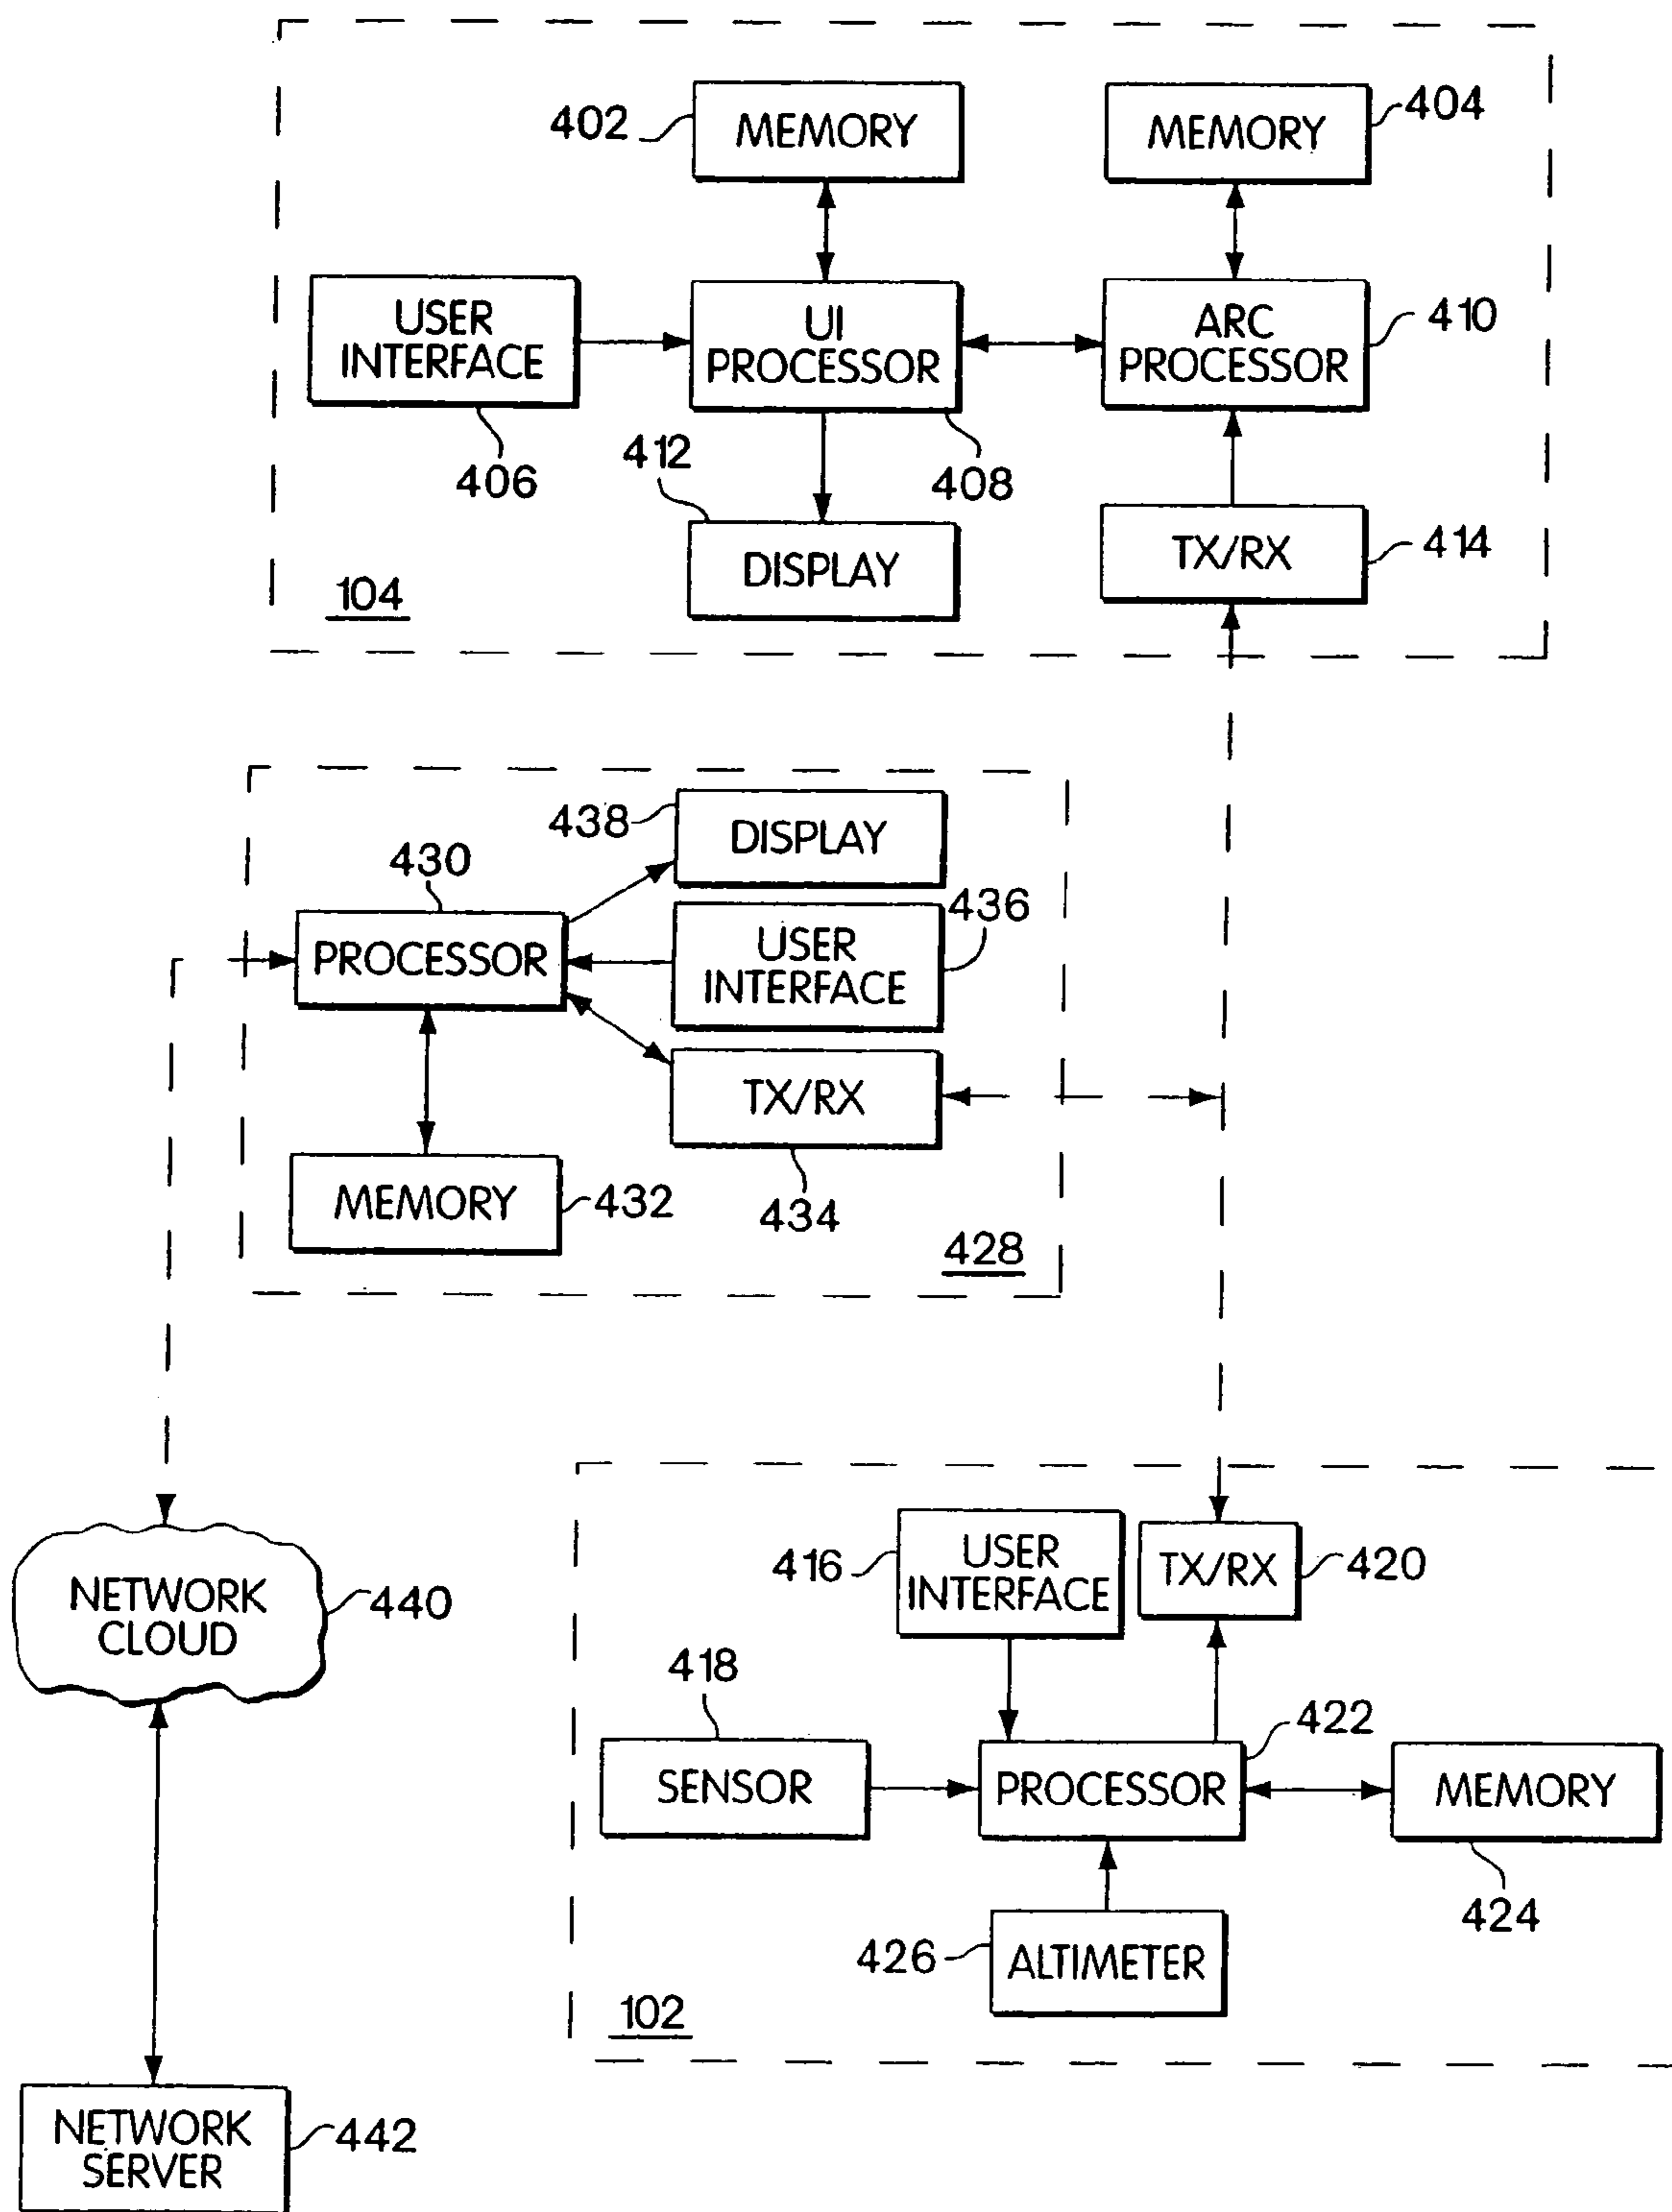 402
MEMORY
MEMORY
404
USER
INTERFACE
UI
PROCESSOR
ARC
PROCESSOR
410
406
412
408
DISPLAY
TX/RX
414
104
438
DISPLAY
430
436
PROCESSOR
USER
INTERFACE
TX/RX
MEMORY
432
434
428
NETWORK
CLOUD
440
416
USER
INTERFACE
TX/RX
420
418
422
SENSOR
PROCESSOR
MEMORY
424
426
ALTIMETER
102
NETWORK
SERVER
442